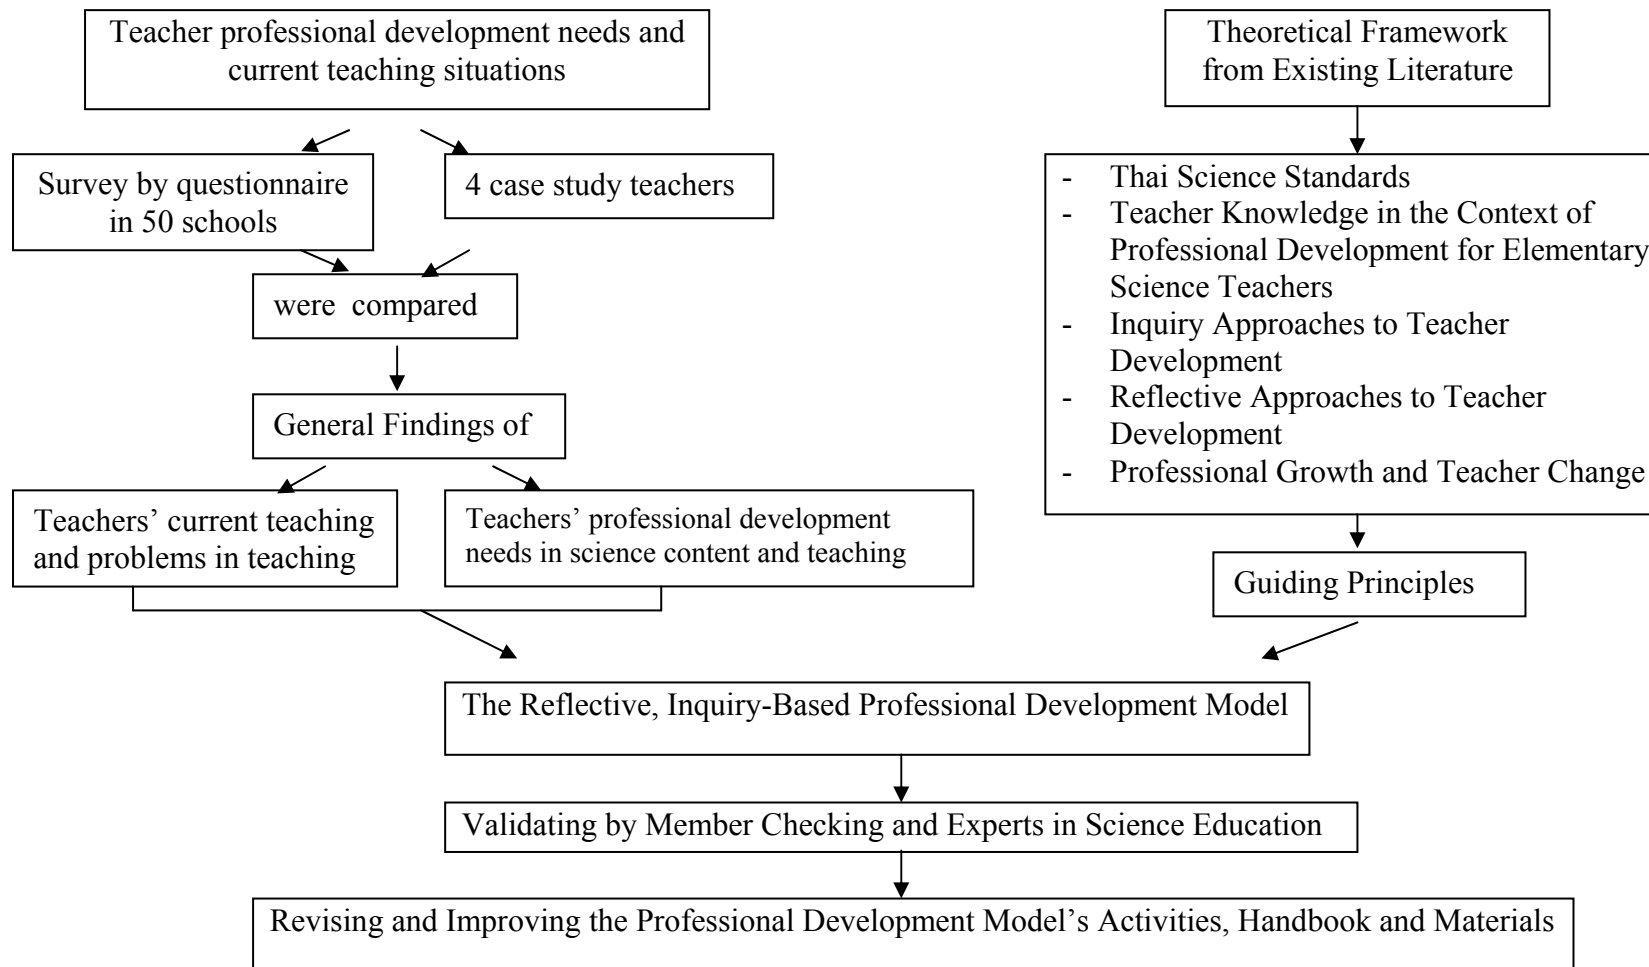 Teacher professional development needs and
current teaching situations
Theoretical Framework
from Existing Literature
Survey by questionnaire
in 50 schools
4 case study teachers
were compared
General Findings of
Teachers’ current teaching
and problems in teaching
Teachers’ professional development
needs in science content and teaching
- Thai Science Standards
- Teacher Knowledge in the Context of
Professional Development for Elementary
Science Teachers
- Inquiry Approaches to Teacher
Development
- Reflective Approaches to Teacher
Development
- Professional Growth and Teacher Change
Guiding Principles
The Reflective, Inquiry-Based Professional Development Model
Validating by Member Checking and Experts in Science Education
Revising and Improving the Professional Development Model’s Activities, Handbook and Materials